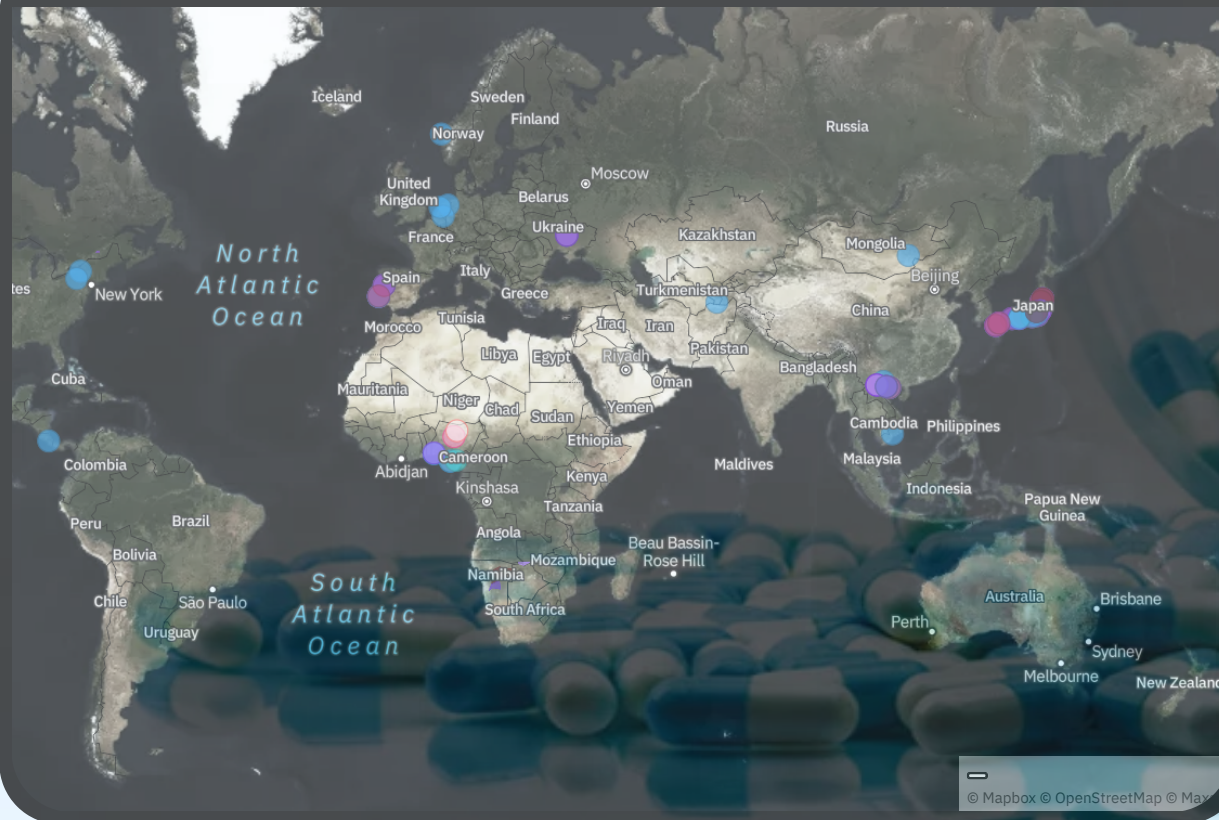 Iceland
Sweden
Finland
Norway
Russia
Moscow
United
Kingdom
Belarus
Ukraine
France
Kazakhstan
Mongolia
North
Atlantic
Ocean
Spain
Italy
Greece
Turkmenistan
Beijing
tes
New York
Japan
Morocco
Tunisia
Iraq
Iran
China
Libya
Egypt
Riyadh
Pakistan
Bangladesh
Cuba
Mauritania
Oman
Niger
Chad
Sudan
Yemen
Cambodia
Philippines
Ethiopia
Colombia
Abidjan
Cameroon
Maldives
Malaysia
Kenya
Kinshasa
Indonesia
Tanzania
Papua New
Guinea
Peru
Brazil
Angola
Beau Bassin-
Rose Hill
Bolivia
Mozambique
Namibia
South
Atlantic
Ocean
Chile
São Paulo
South Africa
Australia
Brisbane
Perth
Uruguay
Sydney
Melbourne
New Zealand
© Mapbox © OpenStreetMap © Max